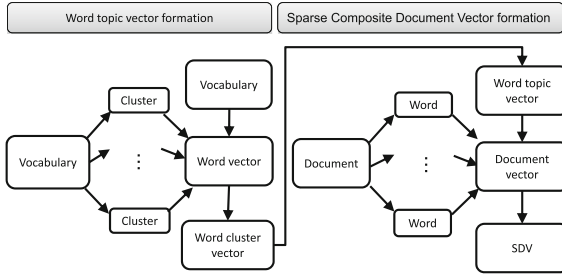 Word topic vector formation
Sparse Composite Document Vector formation
Vocabulary
Cluster
Cluster
Vocabulary
Word vector
Word cluster
vector
Document
Word
Word
Word topic
vector
Document
vector
SDV